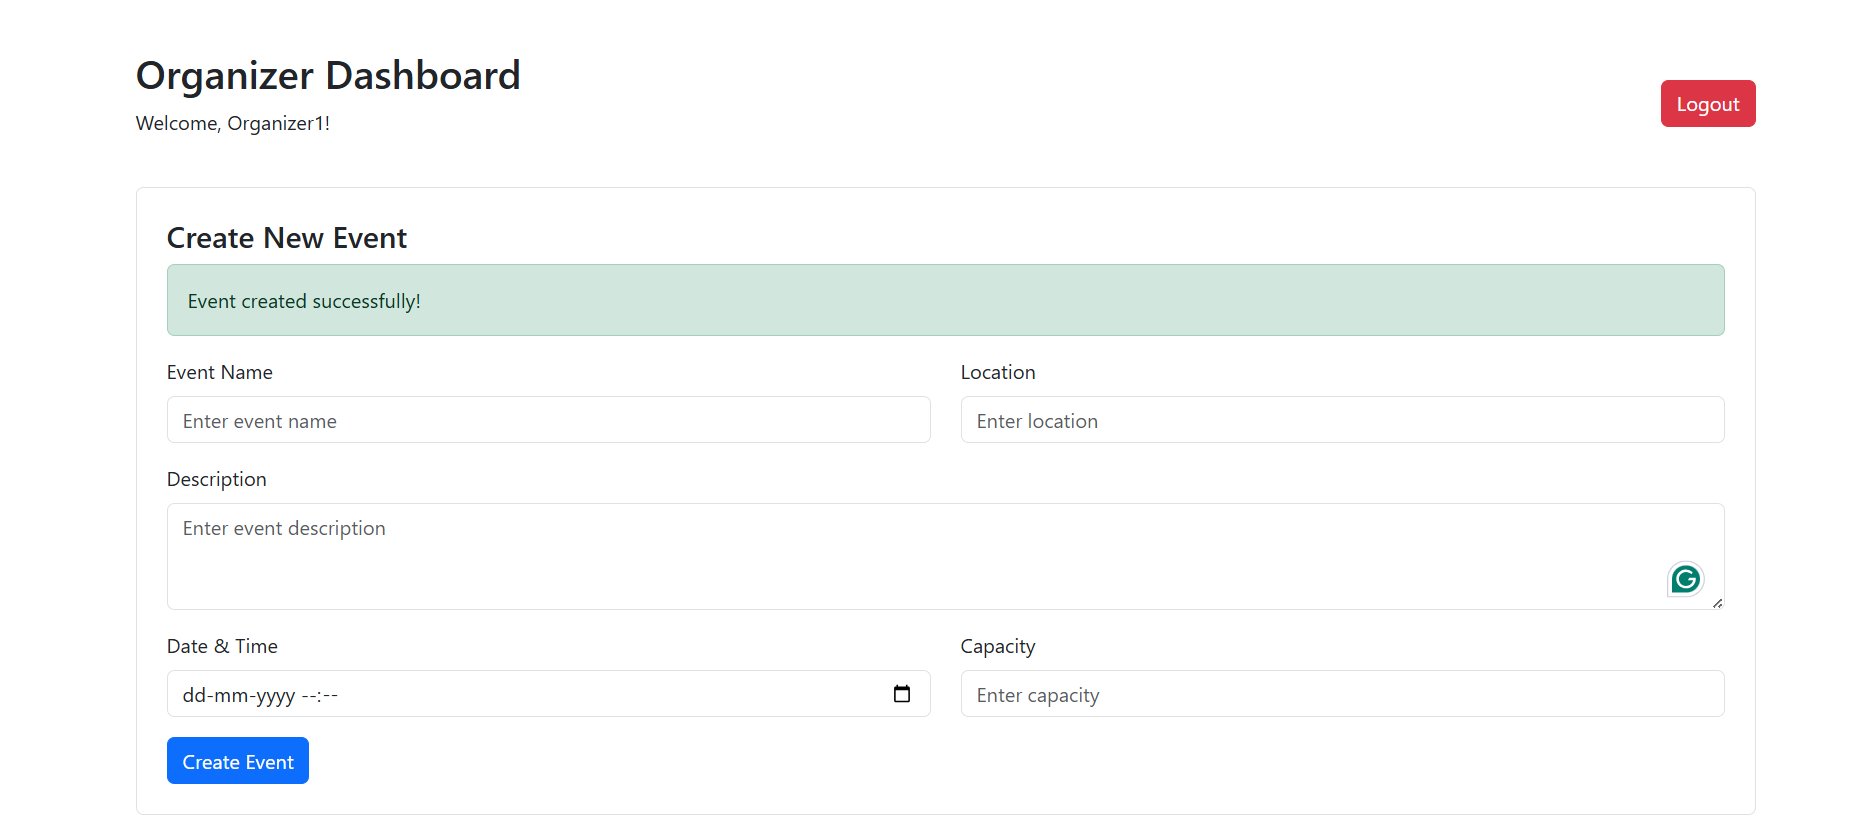 Organizer Dashboard
Welcome, Organizer1!
Logout
Create New Event
Event created successfully!
Event Name
Location
Enter event name
Enter location
Description
Enter event description
G
Date & Time
Capacity
dd-mm-yyyy --:--
Enter capacity
Create Event